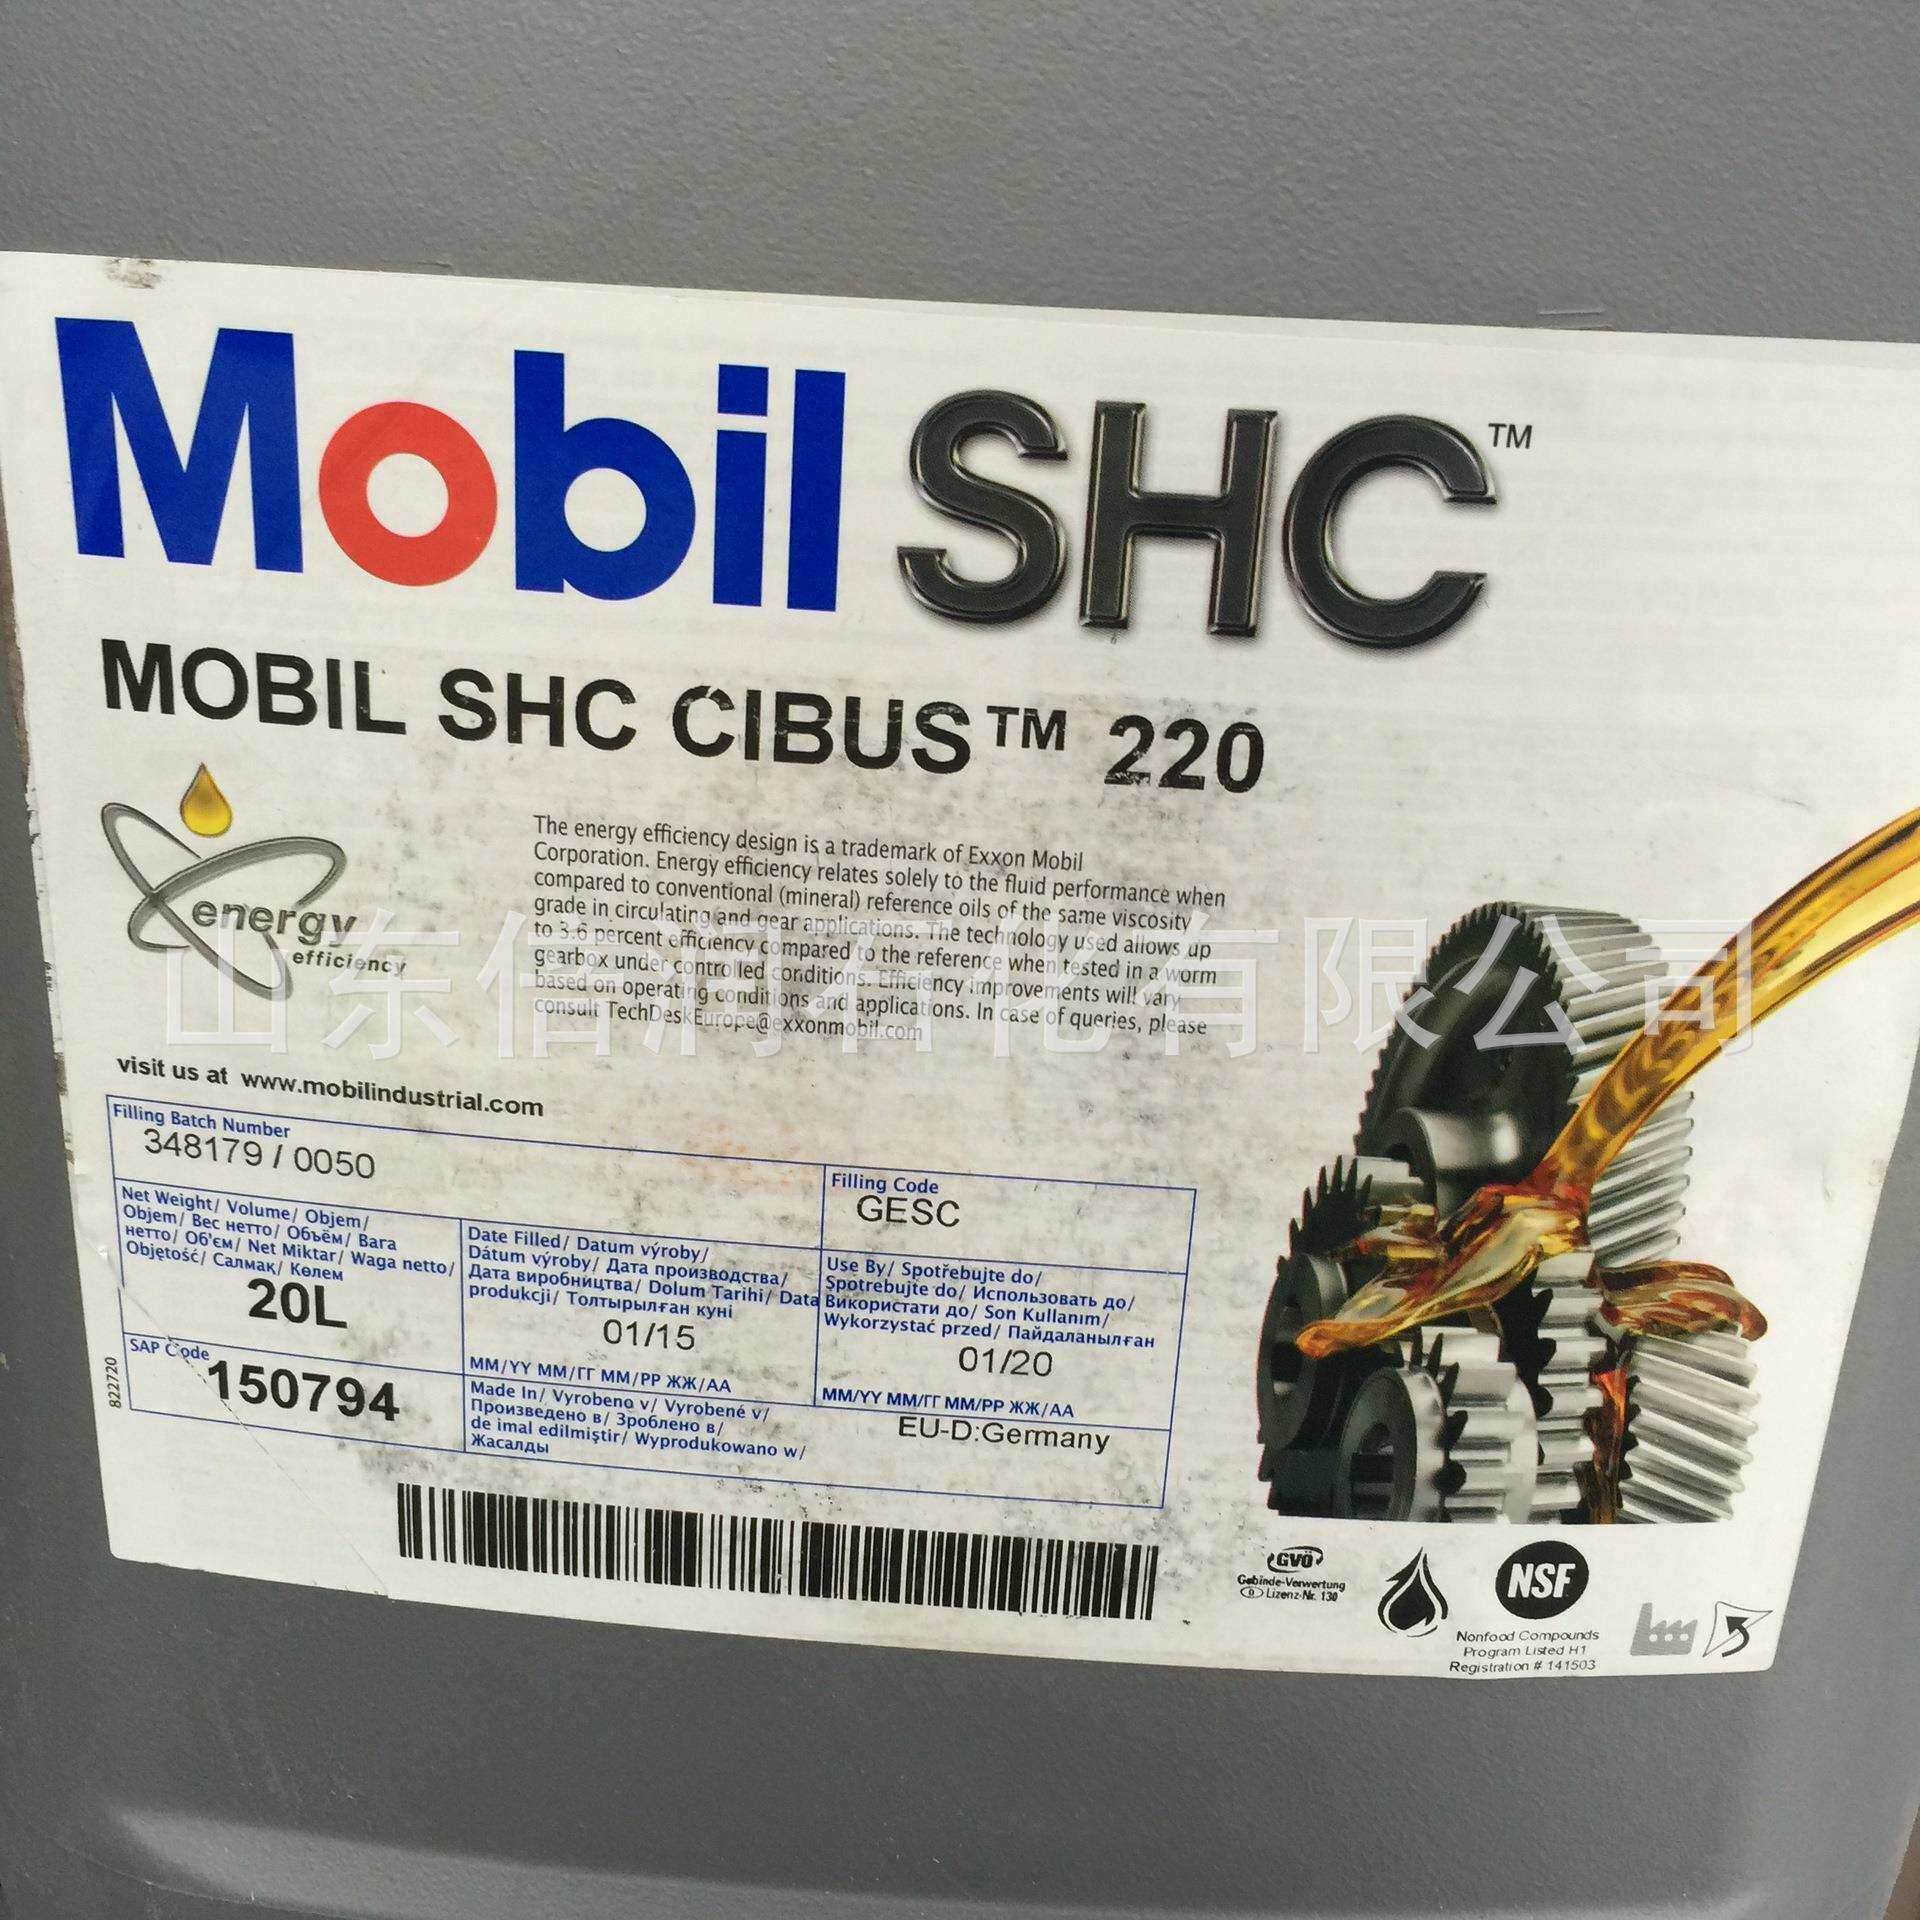 Mobil SHC™
MOBIL SHC CIBUS™ 220
energy
efficiency
The energy efficiency design is a trademark of Exxon Mobil
Corporation. Energy efficiency relates solely to the fluid performance when
compared to conventional (mineral) reference oils of the same viscosity
grade in circulating and gear applications. The technology used allows up
to 3.6 percent efficiency compared to the reference when tested in a worm
gearbox under controlled conditions. Efficiency improvements will vary
based on operating conditions and applications. In case of queries, please
consult TechDeskEurope@exxonmobil.com
山东佰润石化有限公司
visit us at www.mobilindustrial.com
Filling Batch Number
348179 / 0050
Filling Code
GESC
Net Weight/ Volume/ Objem/
Objem/ Вес нетто/ Объём/ Вага
нетто/ Об'єм/ Net Miktar/ Waga netto/
Objętość/ Салмақ/ Көлем
20L
Date Filled/ Datum výroby/
Dátum výroby/ Дата производства/
Дата виробництва/ Dolum Tarihi/ Data
produkcji/ Толтырылған күні
01/15
MM/YY MM/ГГ MM/PP ЖЖ/AA
Use By/ Spotřebujte do/
Spotrebujte do/ Использовать до/
Використати до/ Son Kullanım/
Wykorzystać przed/ Пайдаланылған
01/20
MM/YY MM/ГГ MM/PP ЖЖ/AA
SAP Code
150794
Made In/ Vyrobeno v/ Vyrobené v/
Произведено в/ Зроблено в/
de imal edilmiştir/ Wyprodukowano w/
Жасалды
EU-D:Germany
822720
GVÖ
Gebinde-Verwertung
D Lizenz-Nr. 130
NSF
Nonfood Compounds
Program Listed H1
Registration # 141503